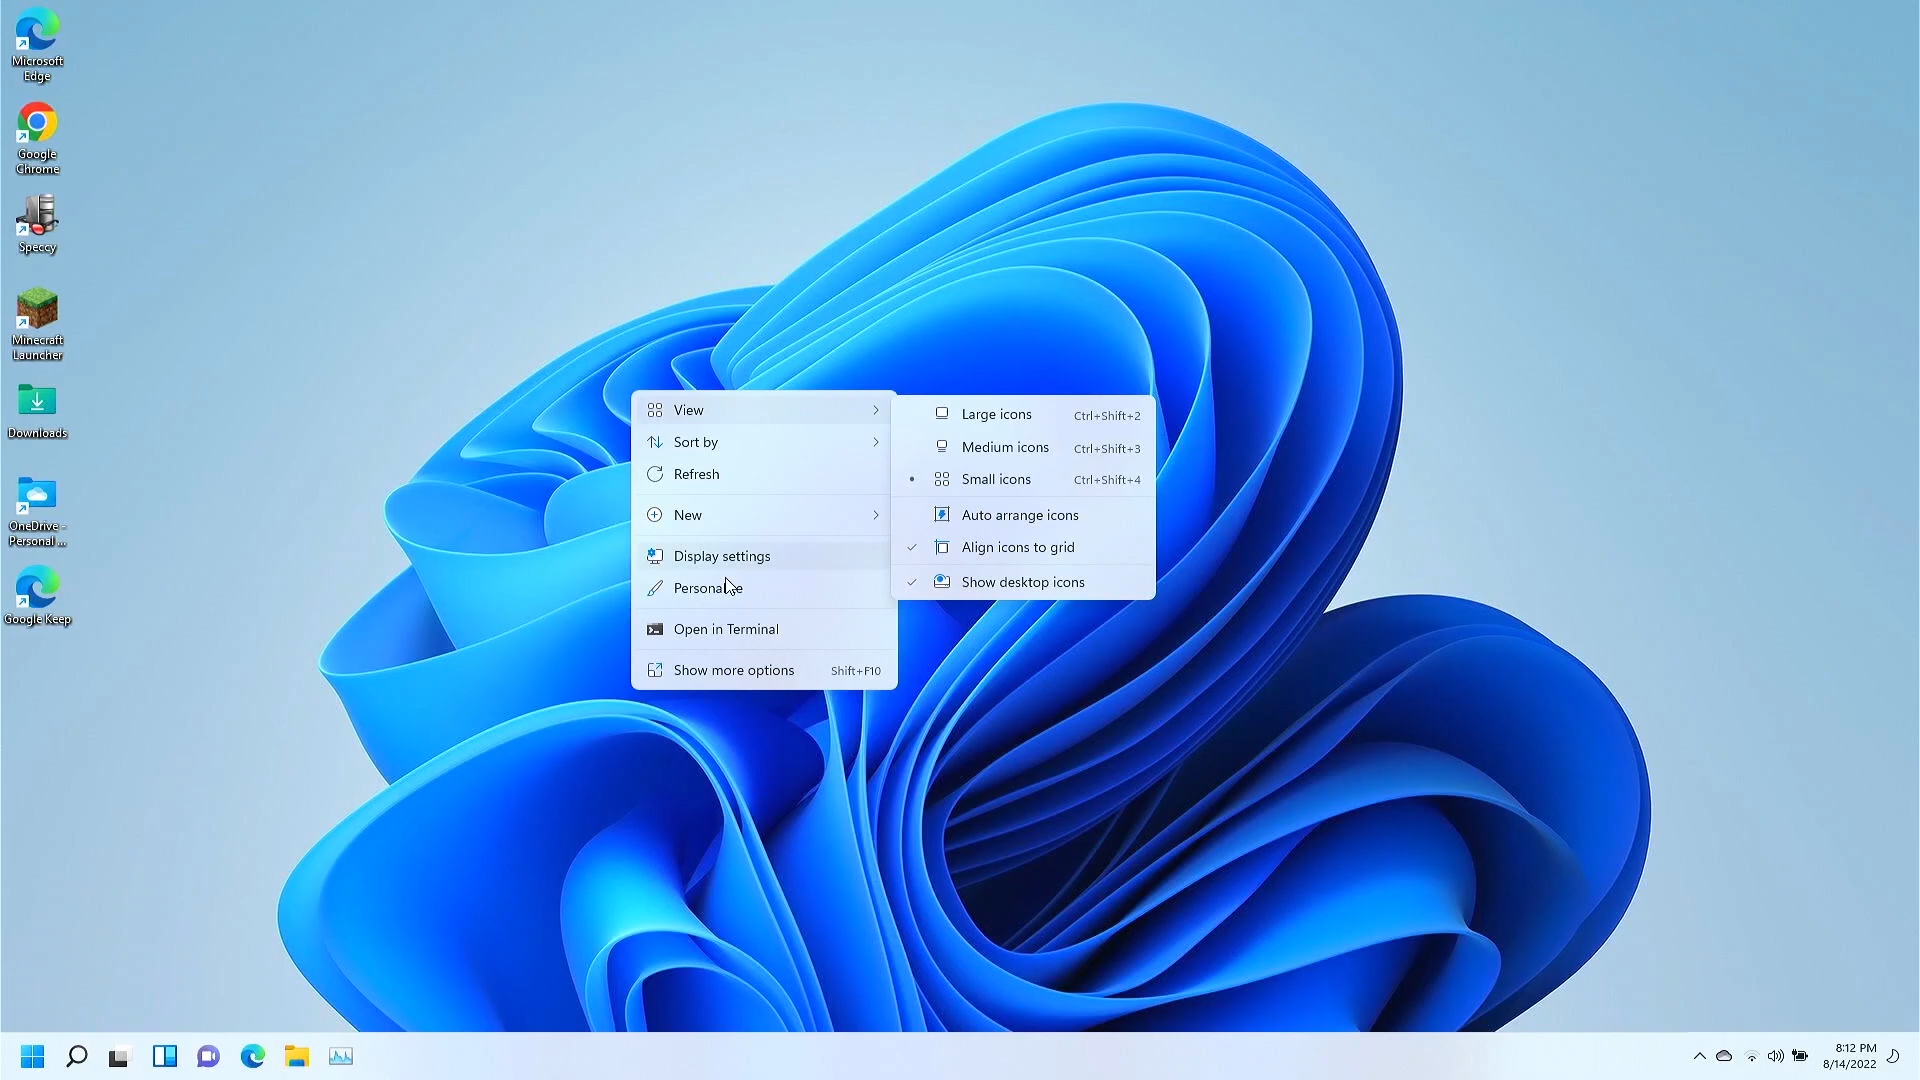 Microsoft
Edge
Google
Chrome
Speccy
Minecraft
Launcher
Downloads
OneDrive -
Personal ...
Google Keep
View
Sort by
Refresh
New
Display settings
Personalize
Open in Terminal
Show more options Shift+F10
Large icons Ctrl+Shift+2
Medium icons Ctrl+Shift+3
Small icons Ctrl+Shift+4
Auto arrange icons
Align icons to grid
Show desktop icons
8:12 PM
8/14/2022